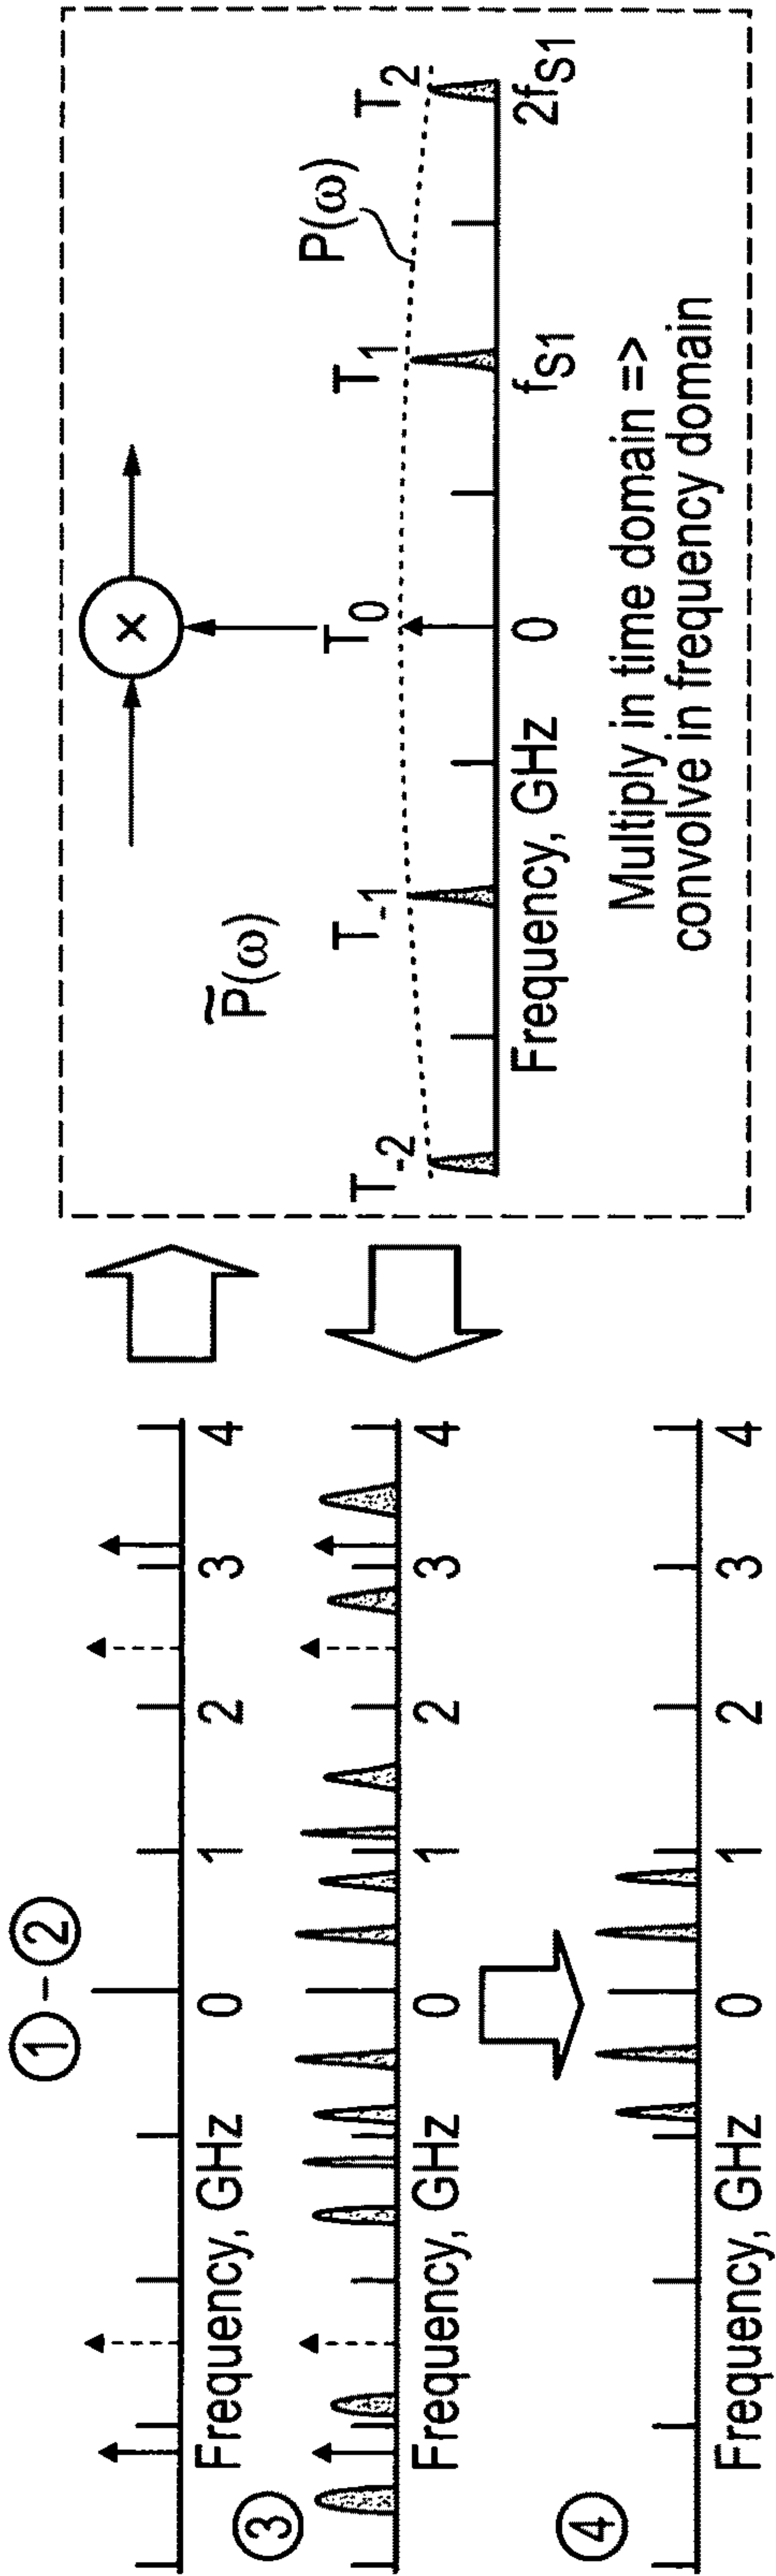 ① – ②
0 1 2 3 4
Frequency, GHz
③
0 1 2 3 4
Frequency, GHz
④
0 1 2 3 4
Frequency, GHz
P̃(ω)
×
P(ω)
T₋₂ T₋₁ T₀ T₁ T₂
0 fS1 2fS1
Frequency, GHz
Multiply in time domain =>
convolve in frequency domain